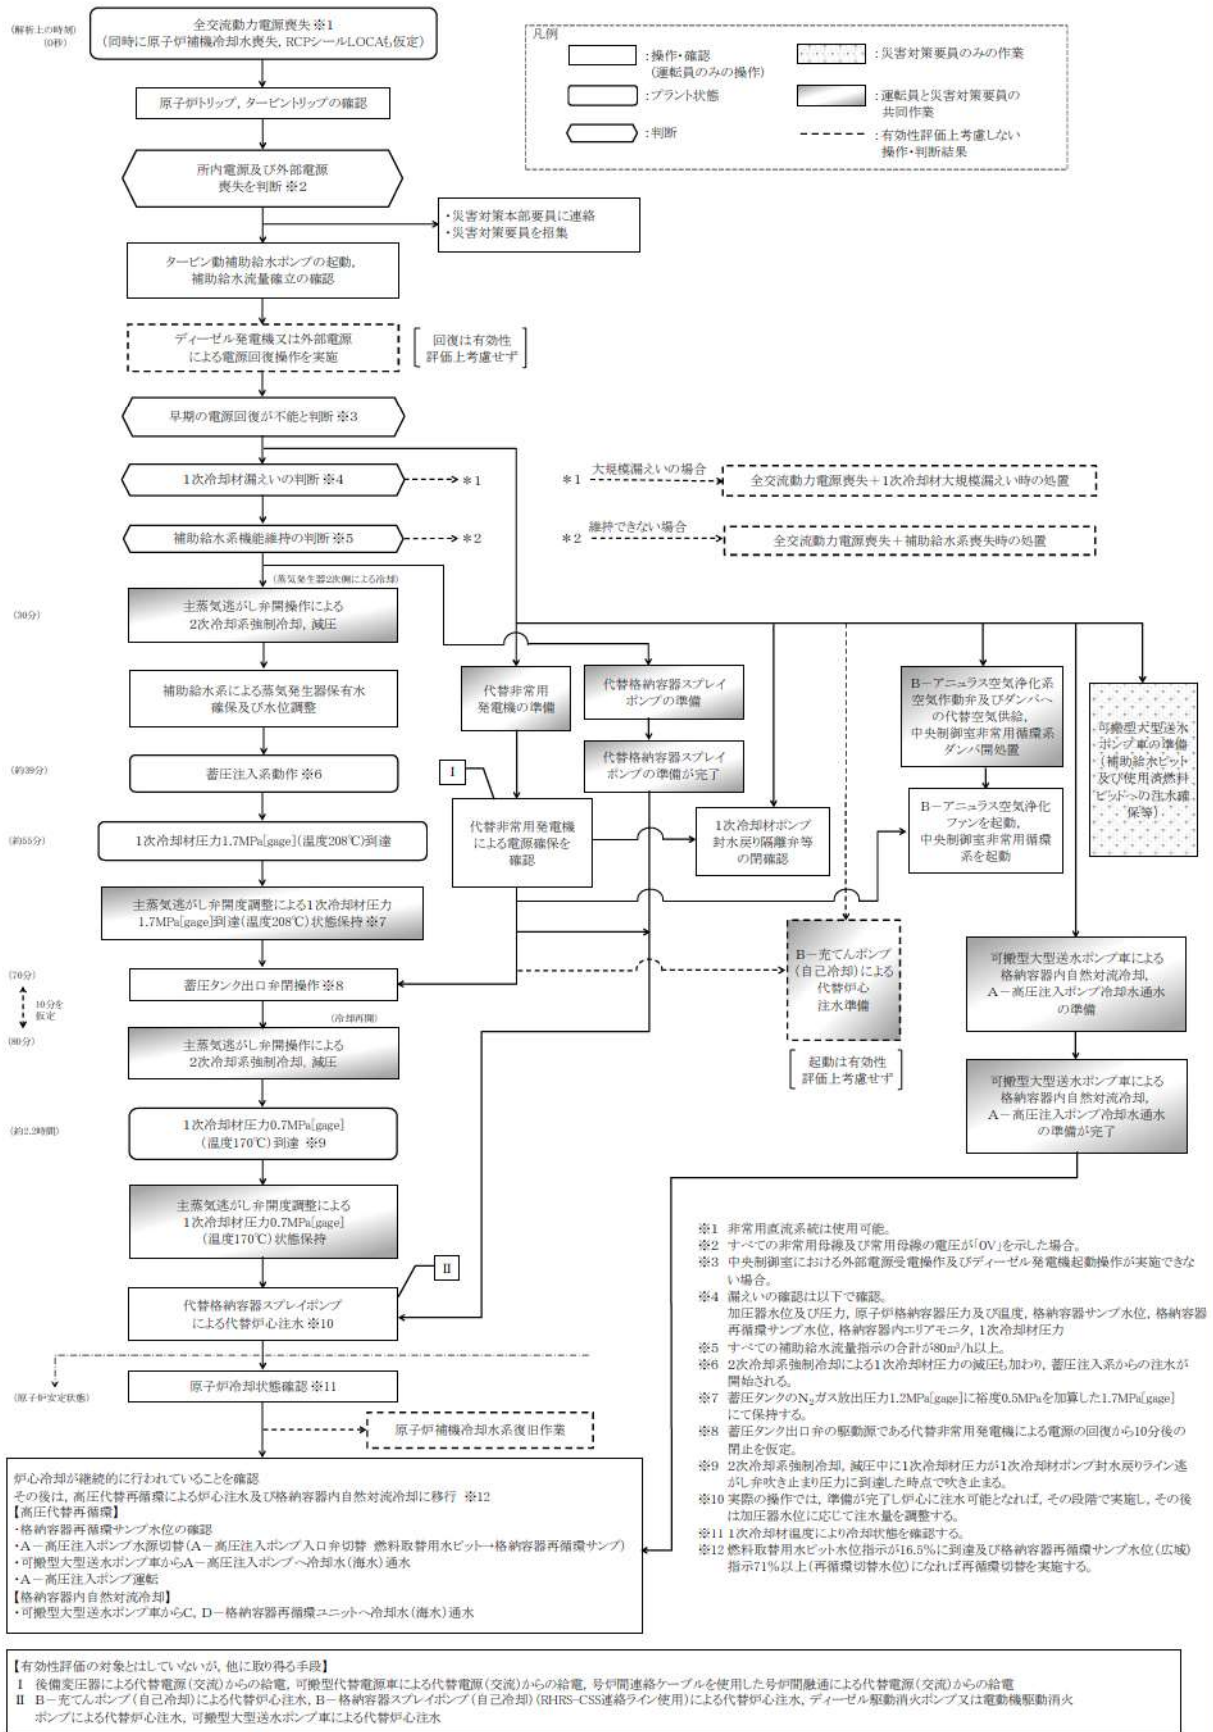 (解析上の時刻)
(0秒)
全交流動力電源喪失 ※1
(同時に原子炉補機冷却水喪失, RCPシールLOCAも仮定)
原子炉トリップ, タービントリップの確認
所内電源及び外部電源
喪失を判断 ※2
・災害対策本部要員に連絡
・災害対策要員を招集
タービン動補助給水ポンプの起動,
補助給水流量確立の確認
ディーゼル発電機又は外部電源
による電源回復操作を実施
回復は有効性
評価上考慮せず
早期の電源回復が不能と判断 ※3
凡例
:操作・確認
(運転員のみの操作)
:プラント状態
:判断
:災害対策要員のみの作業
:運転員と災害対策要員の
共同作業
:有効性評価上考慮しない
操作・判断結果
1次冷却材漏えいの判断 ※4
*1
*1
大規模漏えいの場合
全交流動力電源喪失+1次冷却材大規模漏えい時の処置
補助給水系機能維持の判断 ※5
*2
*2
維持できない場合
全交流動力電源喪失+補助給水系喪失時の処置
(蒸気発生器2次側による冷却)
(30分)
主蒸気逃がし弁開操作による
2次冷却系強制冷却, 減圧
補助給水系による蒸気発生器保有水
確保及び水位調整
(約39分)
蓄圧注入系動作 ※6
(約55分)
1次冷却材圧力1.7MPa[gage](温度208℃)到達
主蒸気逃がし弁開度調整による1次冷却材圧力
1.7MPa[gage]到達(温度208℃)状態保持 ※7
(70分)
10分を
仮定
(80分)
蓄圧タンク出口弁閉操作 ※8
(冷却再開)
主蒸気逃がし弁開操作による
2次冷却系強制冷却, 減圧
(約2.2時間)
1次冷却材圧力0.7MPa[gage]
(温度170℃)到達 ※9
主蒸気逃がし弁開度調整による
1次冷却材圧力0.7MPa[gage]
(温度170℃)状態保持
II
代替格納容器スプレイポンプ
による代替炉心注水 ※10
(原子炉安定状態)
原子炉冷却状態確認 ※11
原子炉補機冷却水系復旧作業
代替非常用
発電機の準備
I
代替非常用発電機
による電源確保を
確認
代替格納容器スプレイ
ポンプの準備
代替格納容器スプレイ
ポンプの準備が完了
1次冷却材ポンプ
封水戻り隔離弁等
の閉確認
B-充てんポンプ
(自己冷却)による
代替炉心
注水準備
起動は有効性
評価上考慮せず
B-アニュラス空気浄化系
空気作動弁及びダンパへ
の代替空気供給,
中央制御室非常用循環系
ダンパ開処置
B-アニュラス空気浄化
ファンを起動,
中央制御室非常用循環
系を起動
可搬型大型送水ポンプ車による
格納容器内自然対流冷却,
A-高圧注入ポンプ冷却水通水
の準備
可搬型大型送水ポンプ車による
格納容器内自然対流冷却,
A-高圧注入ポンプ冷却水通水
の準備が完了
可搬型大型送水
ポンプ車の準備
(補助給水ピット
及び使用済燃料
ピットへの注水確
保等)
炉心冷却が継続的に行われていることを確認
その後は, 高圧代替再循環による炉心注水及び格納容器内自然対流冷却に移行 ※12
【高圧代替再循環】
・格納容器再循環サンプ水位の確認
・A-高圧注入ポンプ水源切替(A-高圧注入ポンプ入口弁切替 燃料取替用水ピット→格納容器再循環サンプ)
・可搬型大型送水ポンプ車からA-高圧注入ポンプへ冷却水(海水)通水
・A-高圧注入ポンプ運転
【格納容器内自然対流冷却】
・可搬型大型送水ポンプ車からC, D-格納容器再循環ユニットへ冷却水(海水)通水
※1 非常用直流系統は使用可能。
※2 すべての非常用母線及び常用母線の電圧が「0V」を示した場合。
※3 中央制御室における外部電源受電操作及びディーゼル発電機起動操作が実施できな
い場合。
※4 漏えいの確認は以下で確認。
加圧器水位及び圧力, 原子炉格納容器圧力及び温度, 格納容器サンプ水位, 格納容器
再循環サンプ水位, 格納容器内エリアモニタ, 1次冷却材圧力
※5 すべての補助給水流量指示の合計が80m³/h以上。
※6 2次冷却系強制冷却による1次冷却材圧力の減圧も加わり, 蓄圧注入系からの注水が
開始される。
※7 蓄圧タンクのN₂ガス放出圧力1.2MPa[gage]に裕度0.5MPaを加算した1.7MPa[gage]
にて保持する。
※8 蓄圧タンク出口弁の駆動源である代替非常用発電機による電源の回復から10分後の
閉止を仮定。
※9 2次冷却系強制冷却, 減圧中に1次冷却材圧力が1次冷却材ポンプ封水戻りライン逃
がし弁吹き止まり圧力に到達した時点で吹き止まる。
※10 実際の操作では, 準備が完了し炉心に注水可能となれば, その段階で実施し, その後
は加圧器水位に応じて注水量を調整する。
※11 1次冷却材温度により冷却状態を確認する。
※12 燃料取替用水ピット水位指示が16.5%に到達及び格納容器再循環サンプ水位(広域)
指示71%以上(再循環切替水位)になれば再循環切替を実施する。
【有効性評価の対象とはしていないが, 他に取り得る手段】
I 後備変圧器による代替電源(交流)からの給電, 可搬型代替電源車による代替電源(交流)からの給電, 号炉間連絡ケーブルを使用した号炉間融通による代替電源(交流)からの給電
II B-充てんポンプ(自己冷却)による代替炉心注水, B-格納容器スプレイポンプ(自己冷却)(RHRS-CSS連絡ライン使用)による代替炉心注水, ディーゼル駆動消火ポンプ又は電動機駆動消火
ポンプによる代替炉心注水, 可搬型大型送水ポンプ車による代替炉心注水